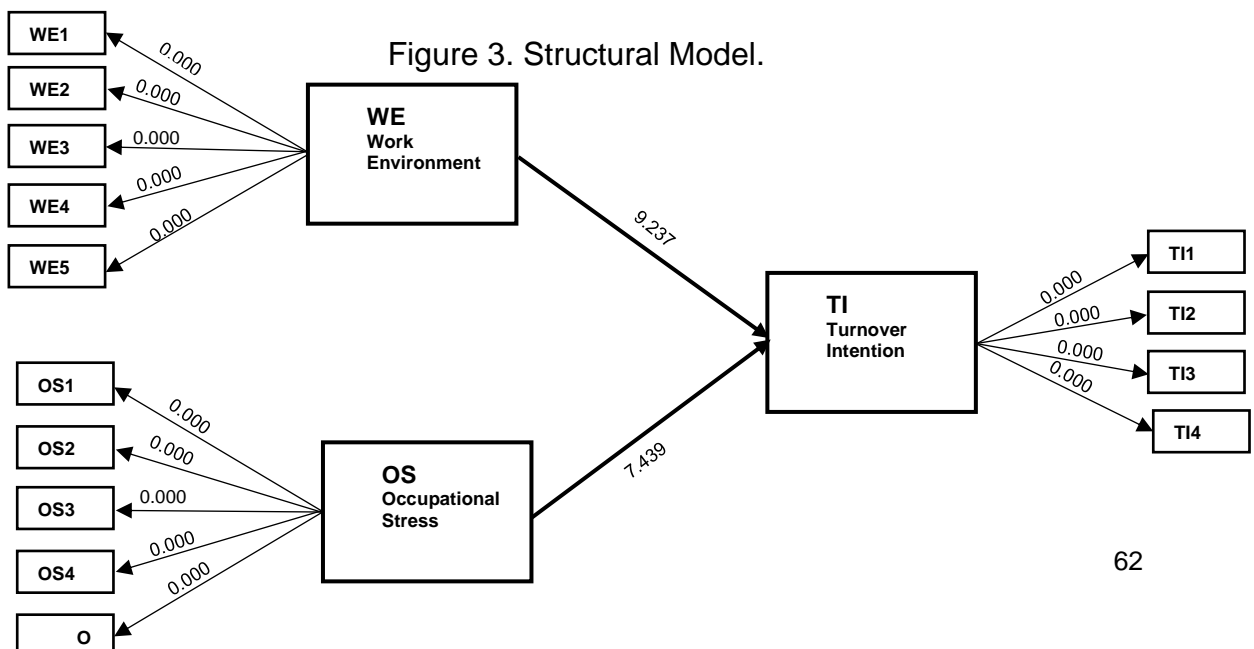 Figure 3. Structural Model.
WE1
WE2
WE3
WE4
WE5
0.000
0.000
0.000
0.000
0.000
WE
Work
Environment
9.237
OS1
OS2
OS3
OS4
O
0.000
0.000
0.000
0.000
0.000
OS
Occupational
Stress
7.439
TI
Turnover
Intention
0.000
0.000
0.000
0.000
TI1
TI2
TI3
TI4
62